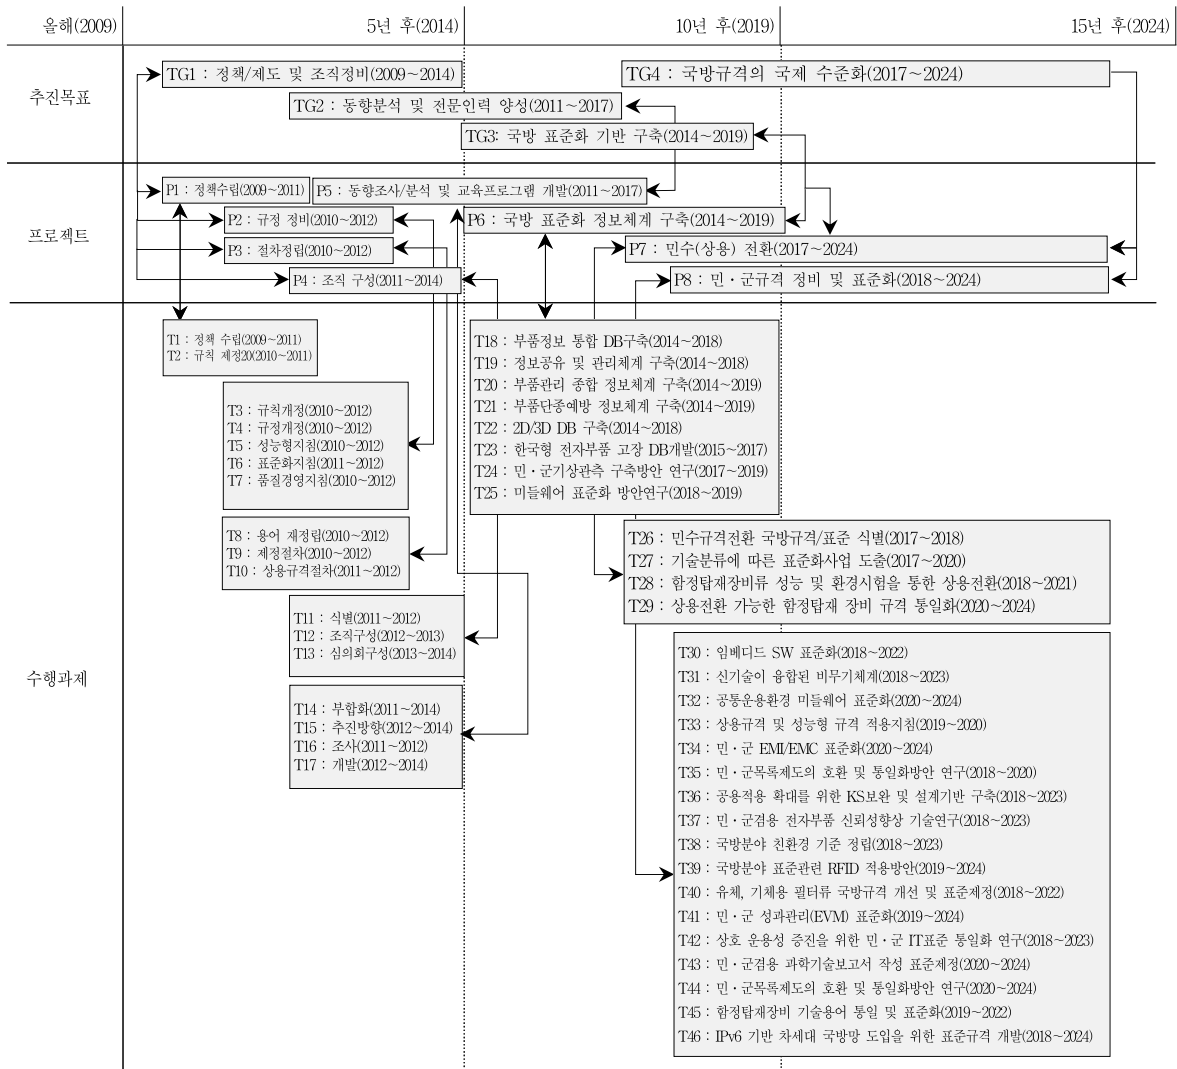 올해(2009)
5년 후(2014)
10년 후(2019)
15년 후(2024)
추진목표
TG1 : 정책/제도 및 조직정비(2009~2014)
TG4 : 국방규격의 국제 수준화(2017~2024)
TG2 : 동향분석 및 전문인력 양성(2011~2017)
TG3: 국방 표준화 기반 구축(2014~2019)
프로젝트
P1 : 정책수립(2009~2011)
P5 : 동향조사/분석 및 교육프로그램 개발(2011~2017)
P2 : 규정 정비(2010~2012)
P6 : 국방 표준화 정보체계 구축(2014~2019)
P3 : 절차정립(2010~2012)
P7 : 민수(상용) 전환(2017~2024)
P4 : 조직 구성(2011~2014)
P8 : 민·군규격 정비 및 표준화(2018~2024)
수행과제
T1 : 정책 수립(2009~2011)
T2 : 규칙 제정20(2010~2011)
T3 : 규칙개정(2010~2012)
T4 : 규정개정(2010~2012)
T5 : 성능형지침(2010~2012)
T6 : 표준화지침(2011~2012)
T7 : 품질경영지침(2010~2012)
T8 : 용어 재정립(2010~2012)
T9 : 제정절차(2010~2012)
T10 : 상용규격절차(2011~2012)
T11 : 식별(2011~2012)
T12 : 조직구성(2012~2013)
T13 : 심의회구성(2013~2014)
T14 : 부합화(2011~2014)
T15 : 추진방향(2012~2014)
T16 : 조사(2011~2012)
T17 : 개발(2012~2014)
T18 : 부품정보 통합 DB구축(2014~2018)
T19 : 정보공유 및 관리체계 구축(2014~2018)
T20 : 부품관리 종합 정보체계 구축(2014~2019)
T21 : 부품단종예방 정보체계 구축(2014~2019)
T22 : 2D/3D DB 구축(2014~2018)
T23 : 한국형 전자부품 고장 DB개발(2015~2017)
T24 : 민·군기상관측 구축방안 연구(2017~2019)
T25 : 미들웨어 표준화 방안연구(2018~2019)
T26 : 민수규격전환 국방규격/표준 식별(2017~2018)
T27 : 기술분류에 따른 표준화사업 도출(2017~2020)
T28 : 함정탑재장비류 성능 및 환경시험을 통한 상용전환(2018~2021)
T29 : 상용전환 가능한 함정탑재 장비 규격 통일화(2020~2024)
T30 : 임베디드 SW 표준화(2018~2022)
T31 : 신기술이 융합된 비무기체계(2018~2023)
T32 : 공통운용환경 미들웨어 표준화(2020~2024)
T33 : 상용규격 및 성능형 규격 적용지침(2019~2020)
T34 : 민·군 EMI/EMC 표준화(2020~2024)
T35 : 민·군목록제도의 호환 및 통일화방안 연구(2018~2020)
T36 : 공용적용 확대를 위한 KS보완 및 설계기반 구축(2018~2023)
T37 : 민·군겸용 전자부품 신뢰성향상 기술연구(2018~2023)
T38 : 국방분야 친환경 기준 정립(2018~2023)
T39 : 국방분야 표준관련 RFID 적용방안(2019~2024)
T40 : 유체, 기체용 필터류 국방규격 개선 및 표준제정(2018~2022)
T41 : 민·군 성과관리(EVM) 표준화(2019~2024)
T42 : 상호 운용성 증진을 위한 민·군 IT표준 통일화 연구(2018~2023)
T43 : 민·군겸용 과학기술보고서 작성 표준제정(2020~2024)
T44 : 민·군목록제도의 호환 및 통일화방안 연구(2020~2024)
T45 : 함정탑재장비 기술용어 통일 및 표준화(2019~2022)
T46 : IPv6 기반 차세대 국방망 도입을 위한 표준규격 개발(2018~2024)